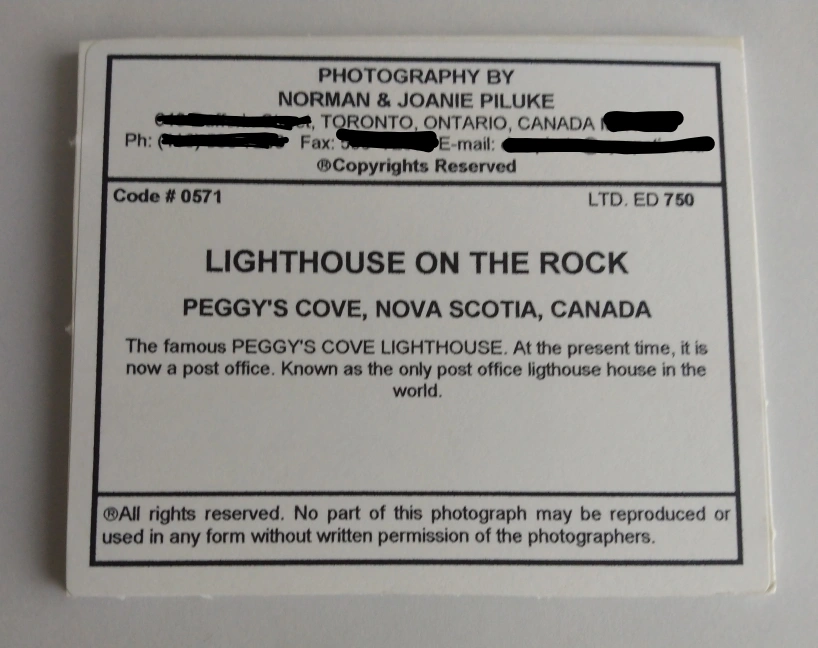 PHOTOGRAPHY BY
NORMAN & JOANIE PILUKE
, TORONTO, ONTARIO, CANADA
Ph: ( Fax: E-mail:
®Copyrights Reserved
Code # 0571 LTD. ED 750
LIGHTHOUSE ON THE ROCK
PEGGY'S COVE, NOVA SCOTIA, CANADA
The famous PEGGY'S COVE LIGHTHOUSE. At the present time, it is
now a post office. Known as the only post office ligthouse house in the
world.
®All rights reserved. No part of this photograph may be reproduced or
used in any form without written permission of the photographers.